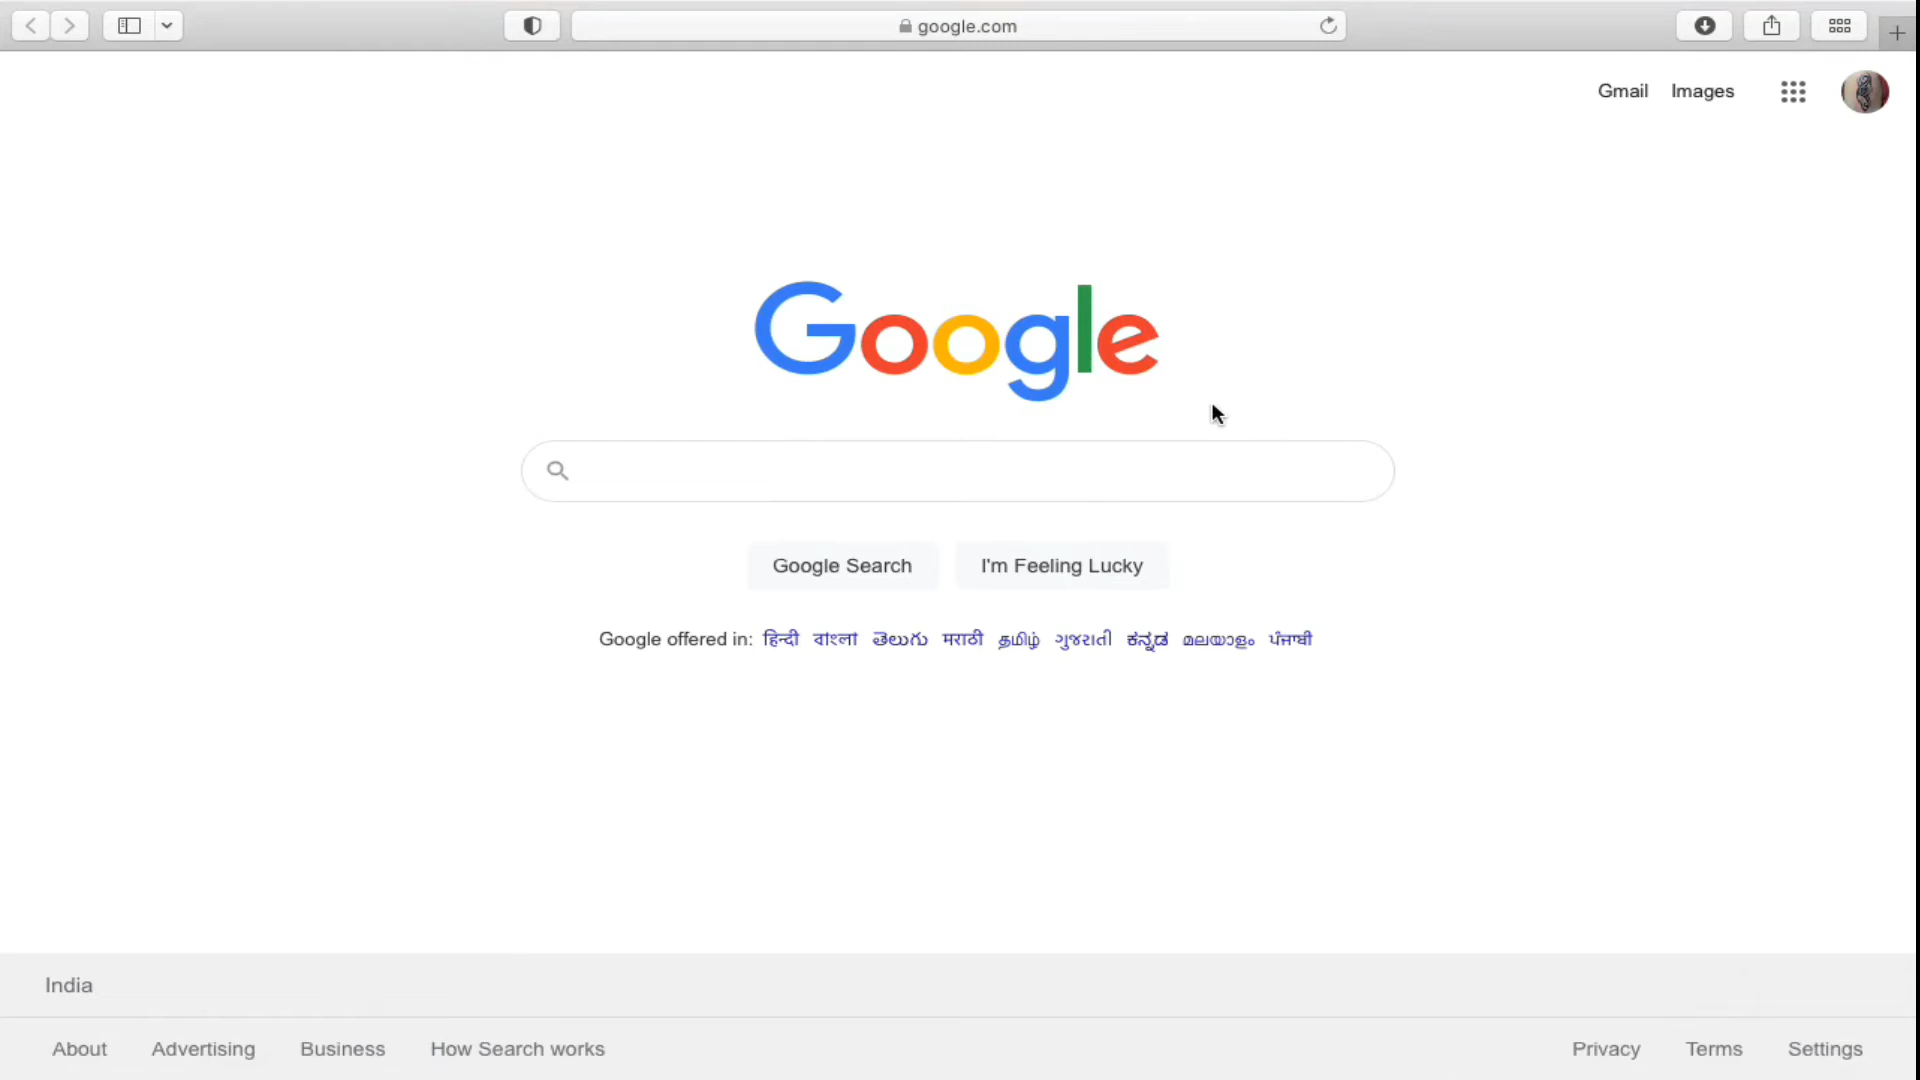 google.com
Gmail Images
Google
Google Search I'm Feeling Lucky
Google offered in: हिन्दी বাংলা తెలుగు मराठी தமிழ் ગુજરાતી ಕನ್ನಡ മലയാളം ਪੰਜਾਬੀ
India
About Advertising Business How Search works Privacy Terms Settings